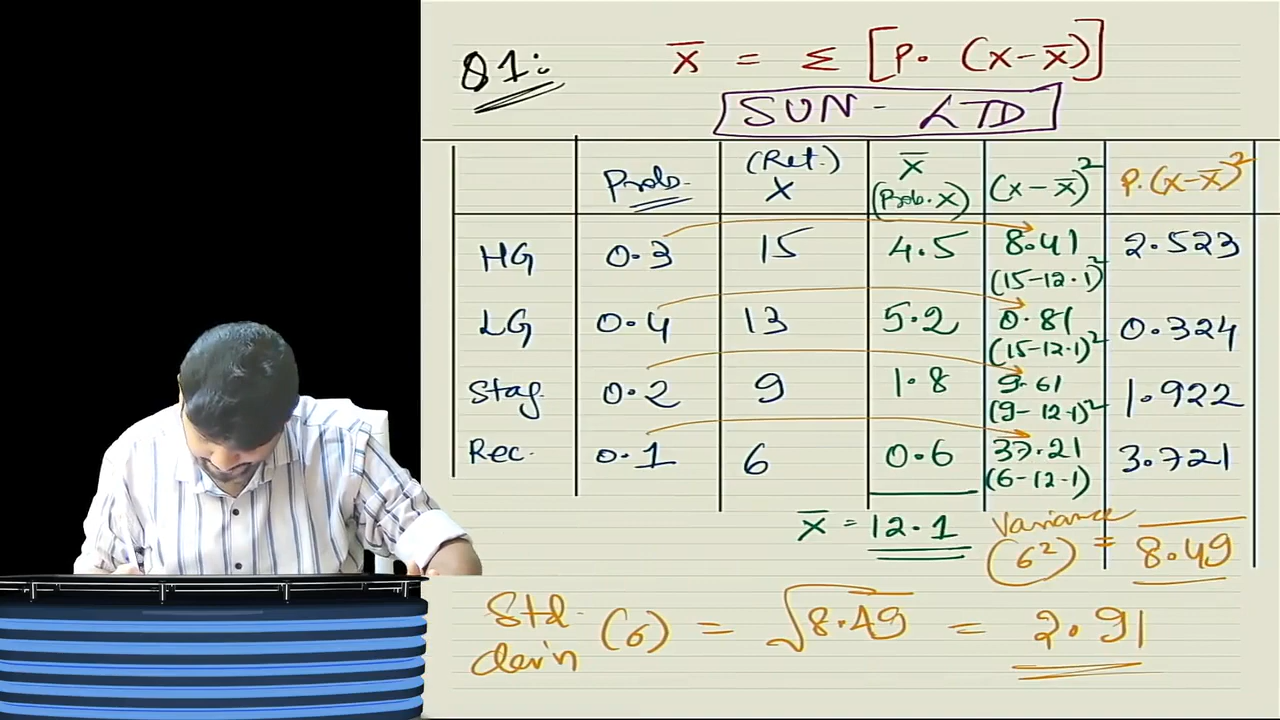 Q1:
x̄ = Σ [P. (x-x̄)]
SUN - LTD
Prob. (Ret.) X x̄ (Prob. X) (x-x̄)² P.(x-x̄)²
HG 0.3 15 4.5 8.41 2.523
(15-12.1)²
LG 0.4 13 5.2 0.81 0.324
(15-12.1)²
Stag. 0.2 9 1.8 9.61 1.922
(9-12.1)²
Rec. 0.1 6 0.6 37.21 3.721
(6-12.1)
x̄ = 12.1 Variance (6²) = 8.49
Std. dev'n (6) = √8.49 = 2.91